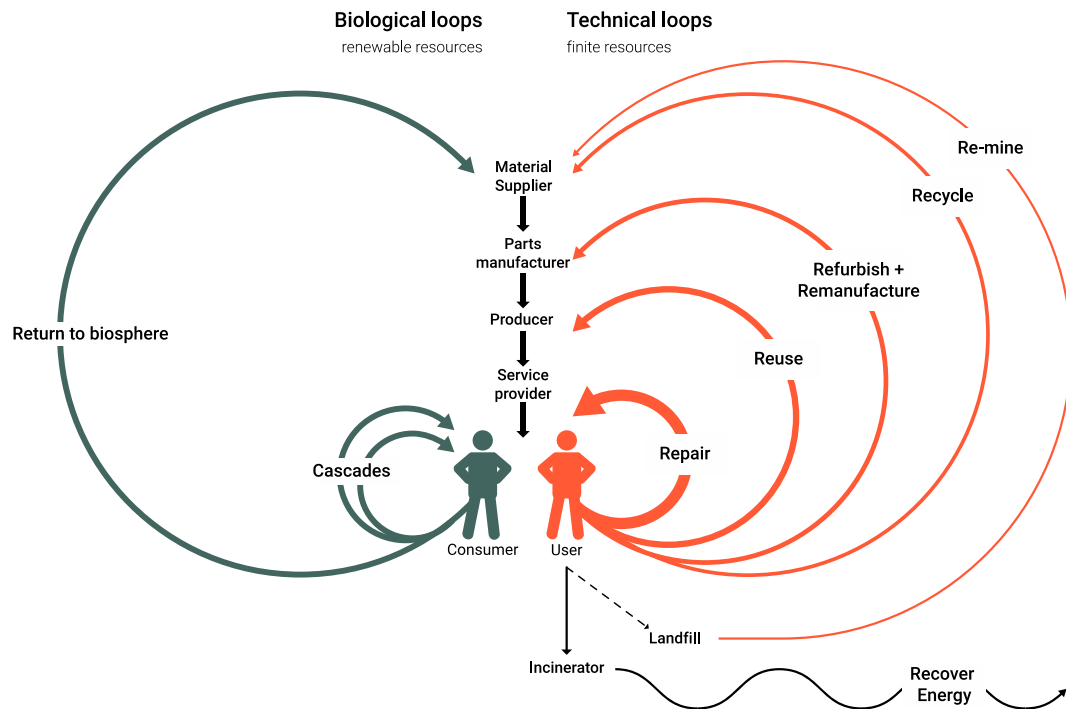 Biological loops
renewable resources
Technical loops
finite resources
Re-mine
Material
Supplier
Recycle
Parts
manufacturer
Refurbish +
Remanufacture
Producer
Return to biosphere
Reuse
Service
provider
Repair
Cascades
Consumer
User
Landfill
Incinerator
Recover
Energy